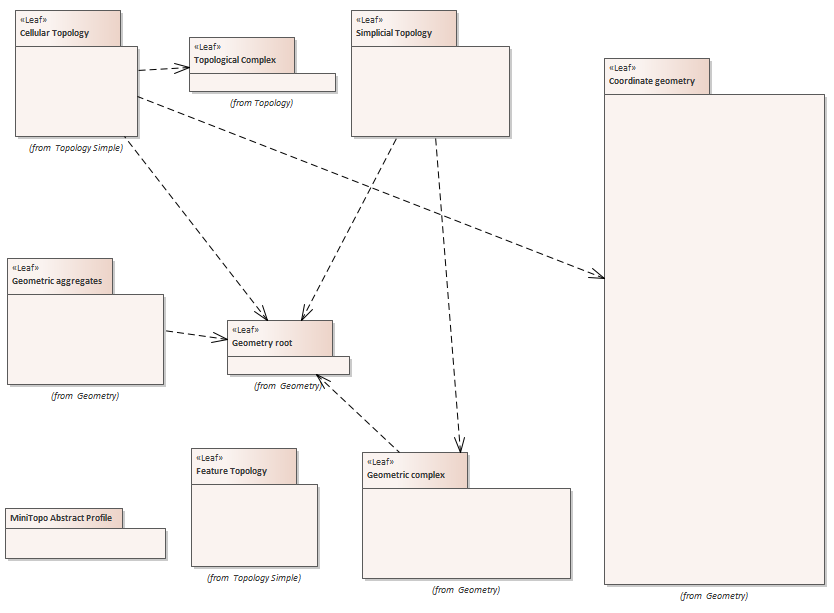 «Leaf»
Cellular Topology
(from Topology Simple)
«Leaf»
Topological Complex
(from Topology)
«Leaf»
Simplicial Topology
«Leaf»
Coordinate geometry
(from Geometry)
«Leaf»
Geometric aggregates
(from Geometry)
«Leaf»
Geometry root
(from Geometry)
«Leaf»
Feature Topology
(from Topology Simple)
«Leaf»
Geometric complex
(from Geometry)
MiniTopo Abstract Profile